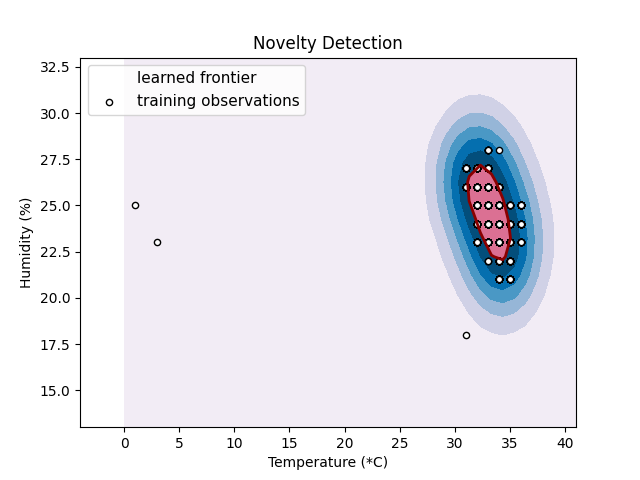 Novelty Detection
learned frontier
training observations
32.5
30.0
27.5
25.0
22.5
20.0
17.5
15.0
Humidity (%)
0 5 10 15 20 25 30 35 40
Temperature (*C)